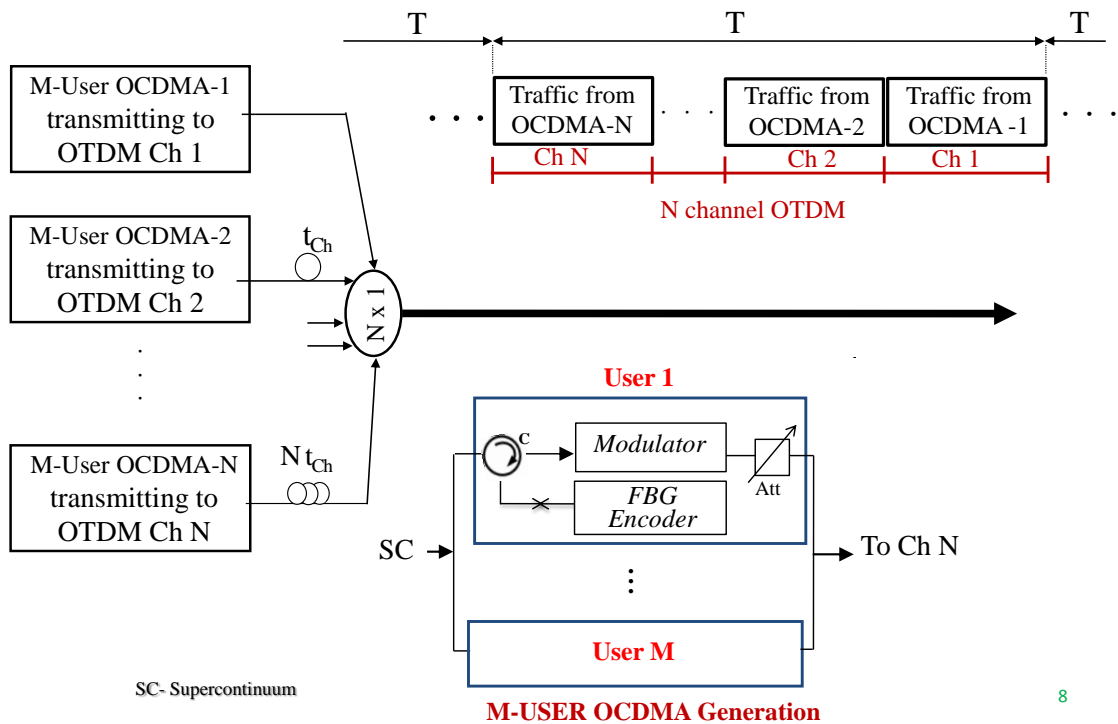 T
T
T
M-User OCDMA-1
transmitting to
OTDM Ch 1
. . .
Traffic from
OCDMA-N
. . .
Traffic from
OCDMA-2
Traffic from
OCDMA -1
. . .
Ch N
Ch 2
Ch 1
N channel OTDM
M-User OCDMA-2
transmitting to
OTDM Ch 2
tCh
N x 1
.
.
.
M-User OCDMA-N
transmitting to
OTDM Ch N
N tCh
User 1
C
Modulator
Att
FBG
Encoder
SC
To Ch N
⋮
User M
SC- Supercontinuum
M-USER OCDMA Generation
8